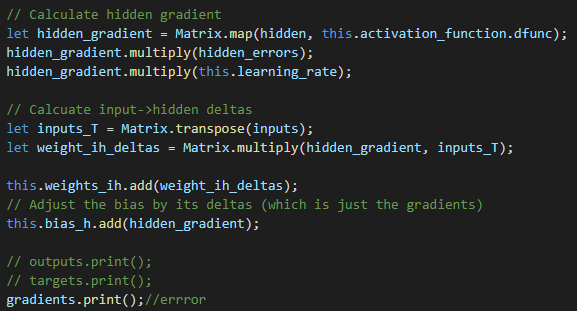 // Calculate hidden gradient
let hidden_gradient = Matrix.map(hidden, this.activation_function.dfunc);
hidden_gradient.multiply(hidden_errors);
hidden_gradient.multiply(this.learning_rate);
// Calcuate input->hidden deltas
let inputs_T = Matrix.transpose(inputs);
let weight_ih_deltas = Matrix.multiply(hidden_gradient, inputs_T);
this.weights_ih.add(weight_ih_deltas);
// Adjust the bias by its deltas (which is just the gradients)
this.bias_h.add(hidden_gradient);
// outputs.print();
// targets.print();
gradients.print();//errror